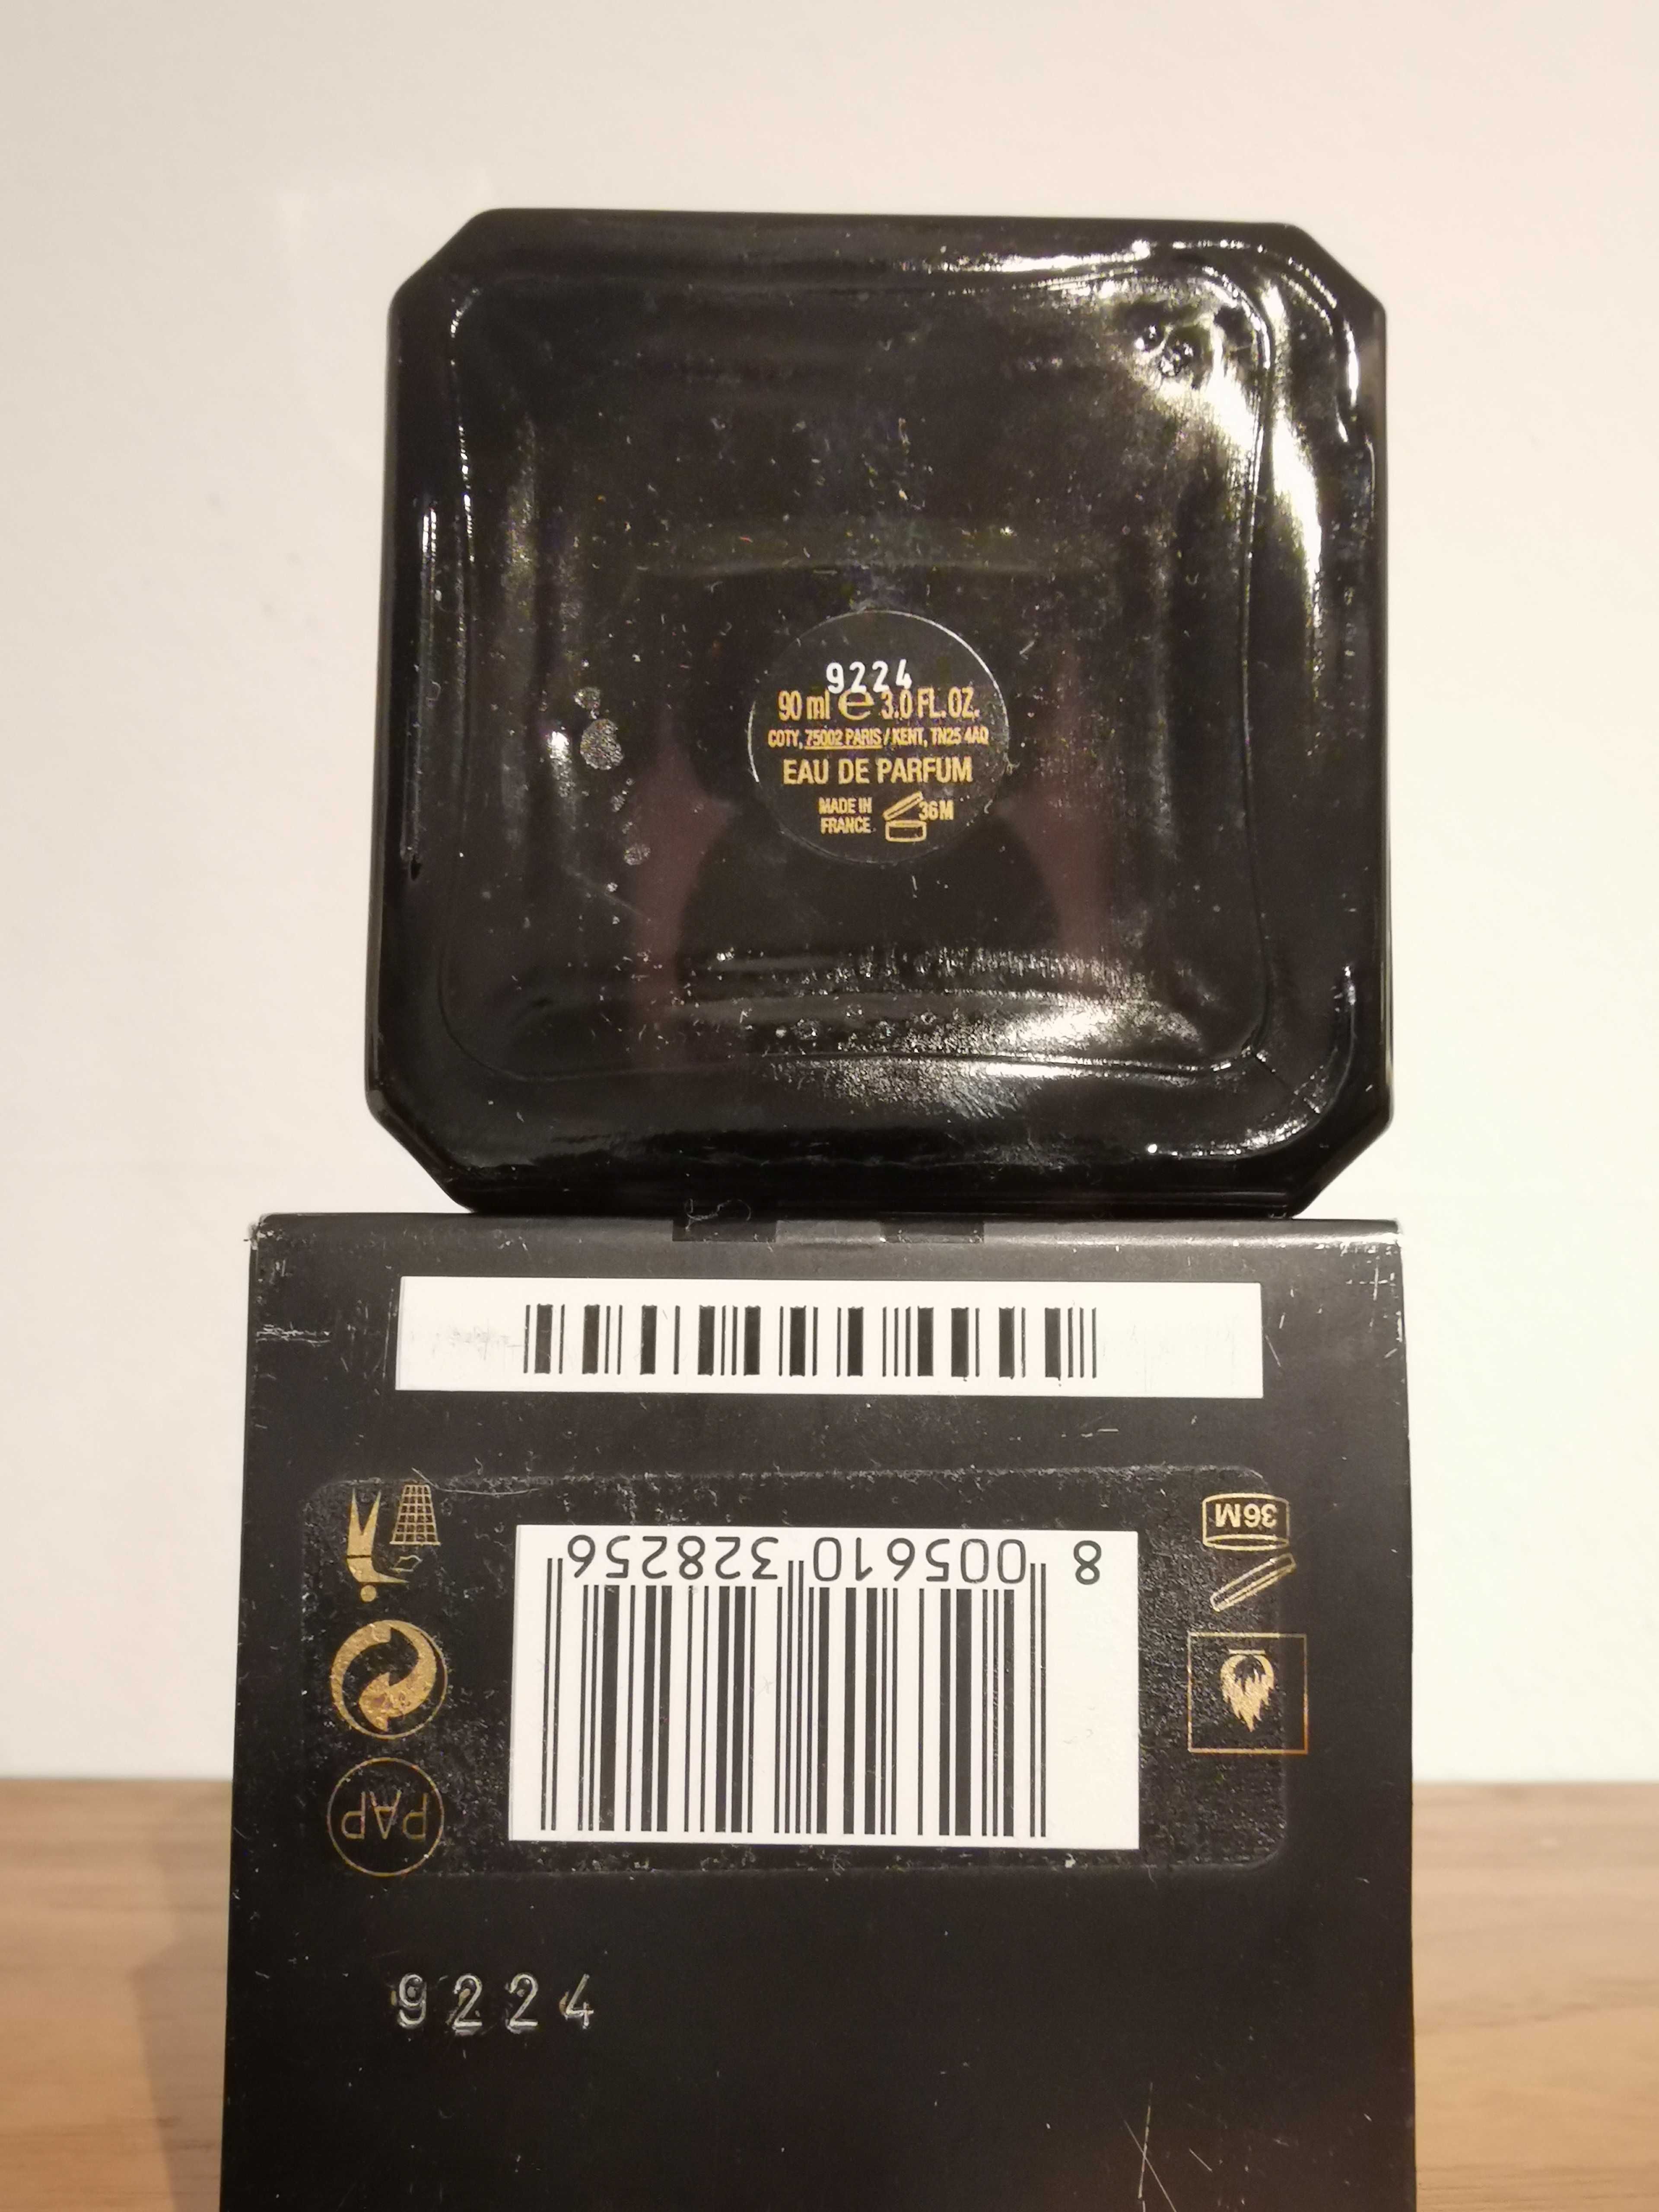 9224
90 ml e 3.0 FL. OZ.
COTY, 75002 PARIS / KENT, TN25 4AQ
EAU DE PARFUM
MADE IN
FRANCE
36M
36M
8 005610 328256
PAP
9224